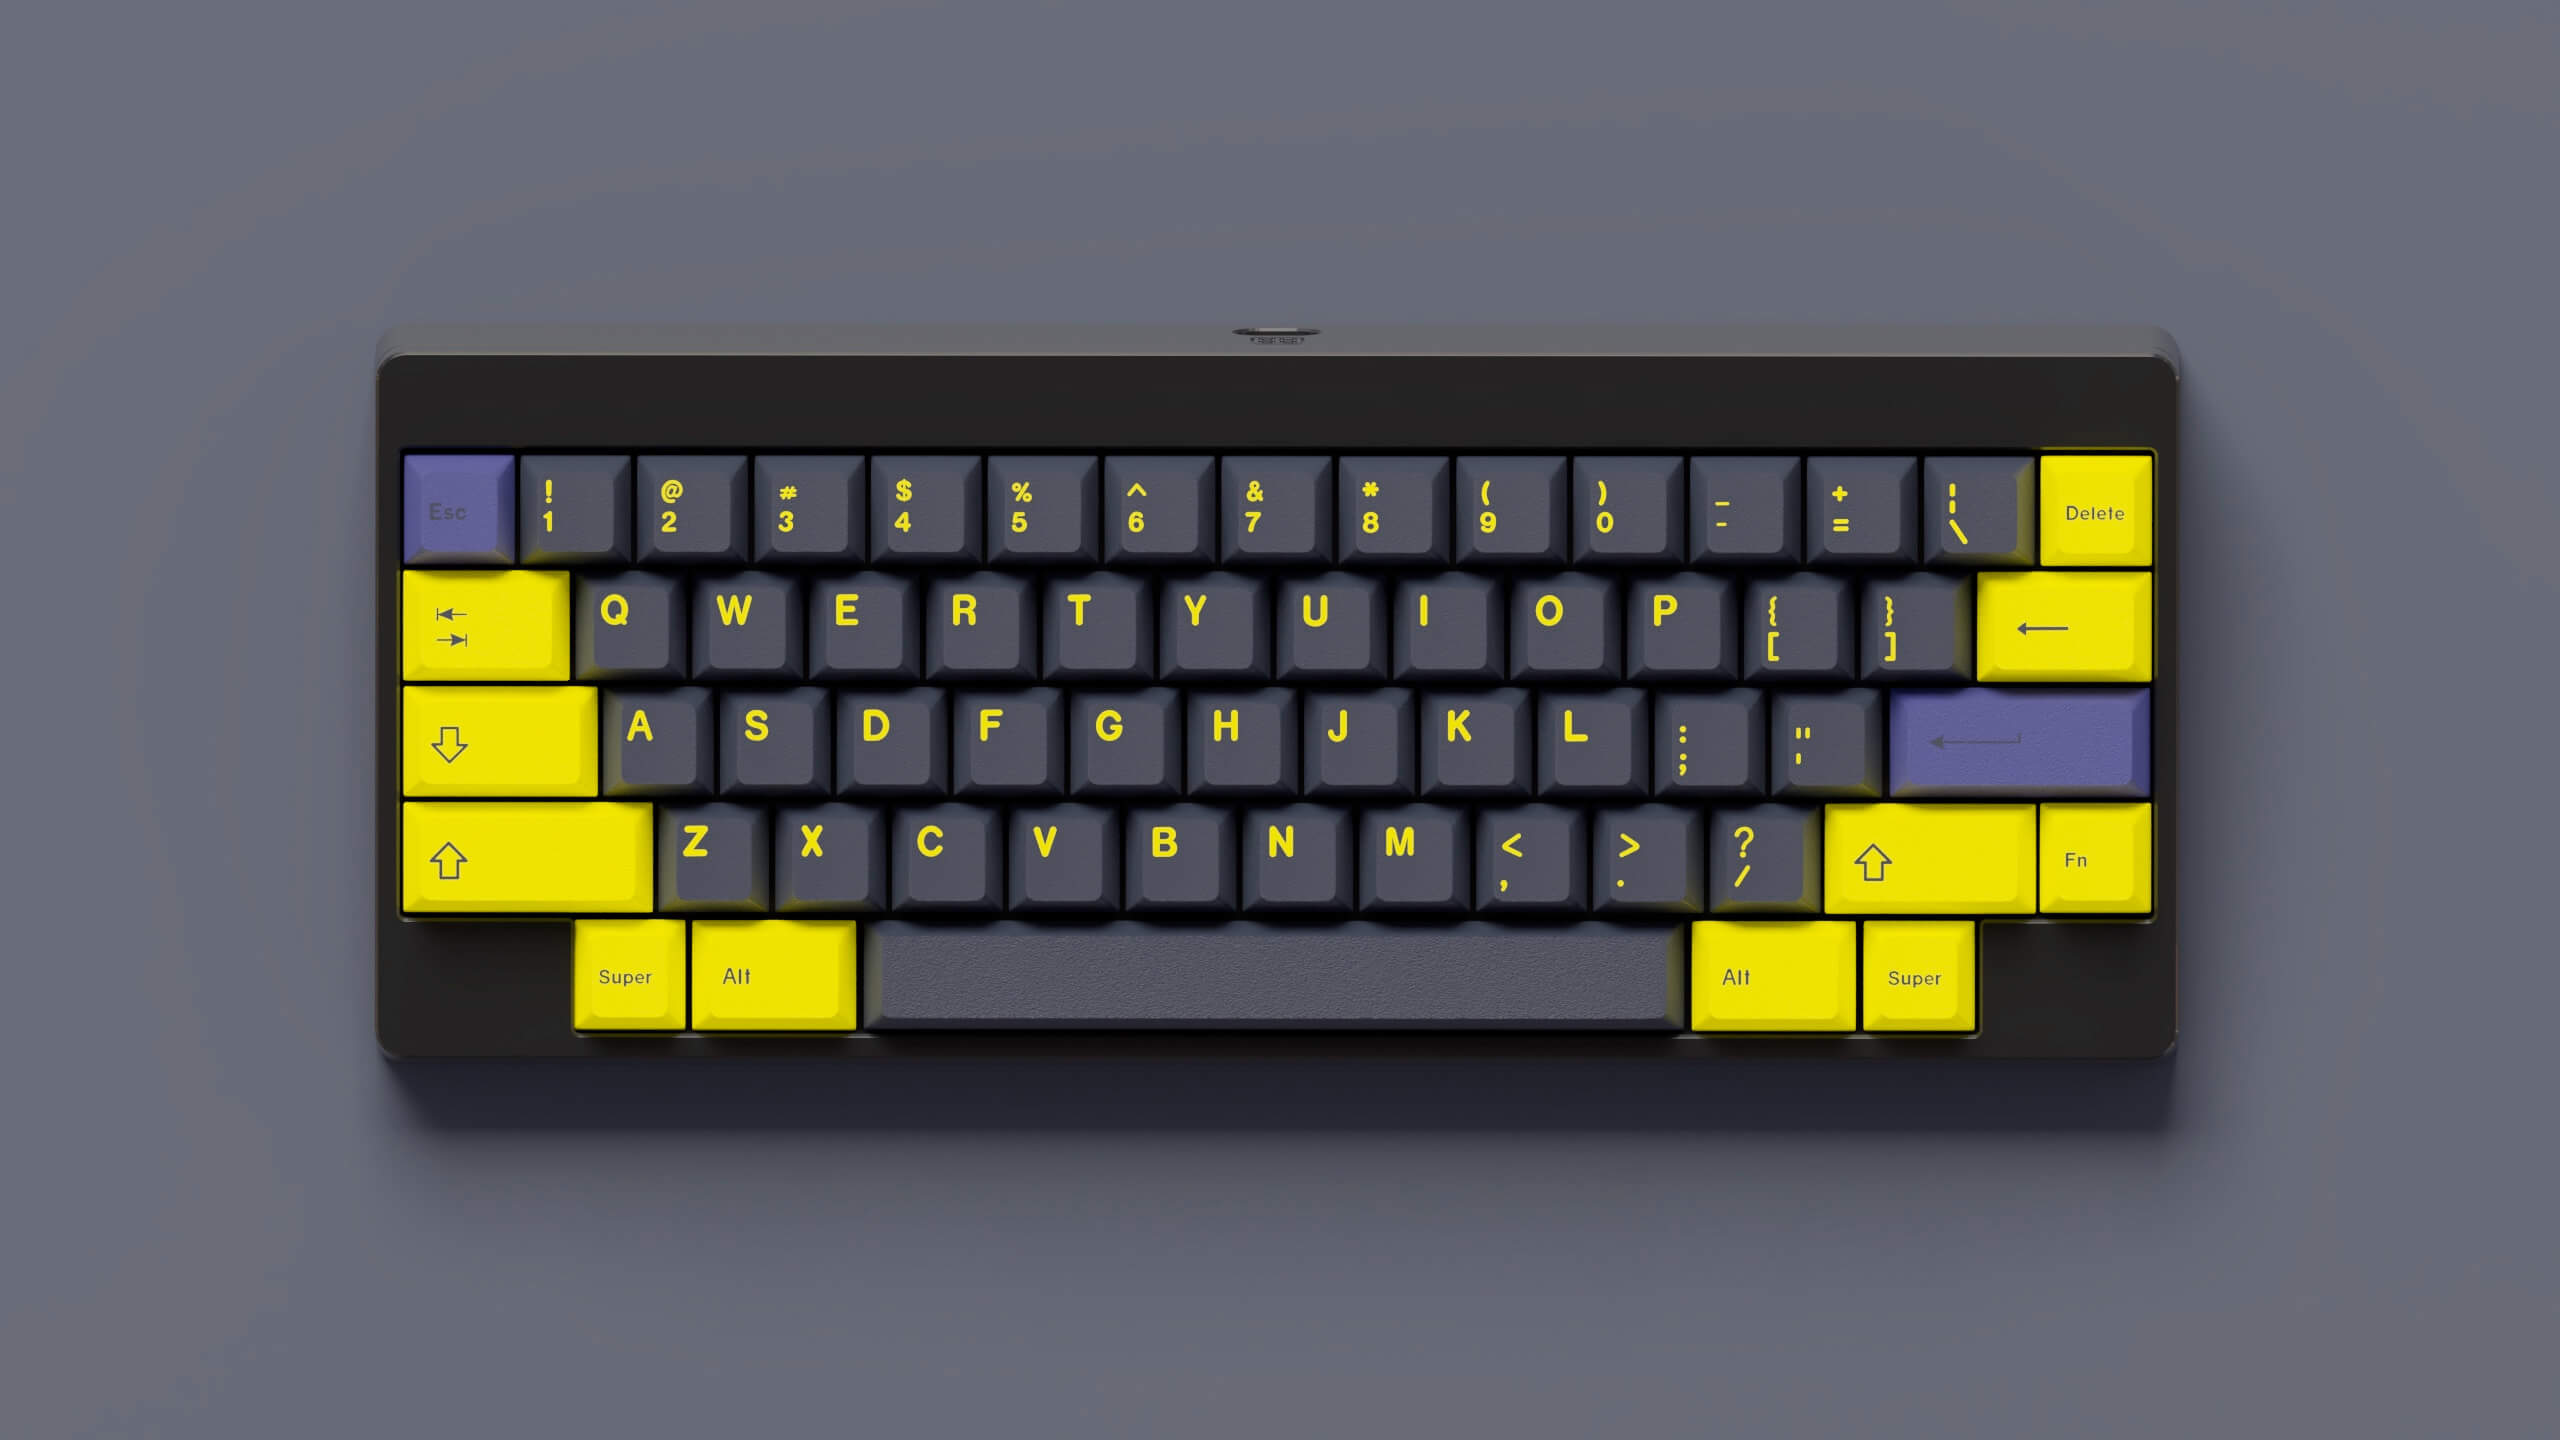 Esc ! @ # $ % ^ & * ( ) _ + ¦ Delete
1 2 3 4 5 6 7 8 9 0 - = \
⇤ Q W E R T Y U I O P { } ←
⇥ [ ]
⇩ A S D F G H J K L : " ↵
; '
⇧ Z X C V B N M < > ? ⇧ Fn
, . /
Super Alt Alt Super